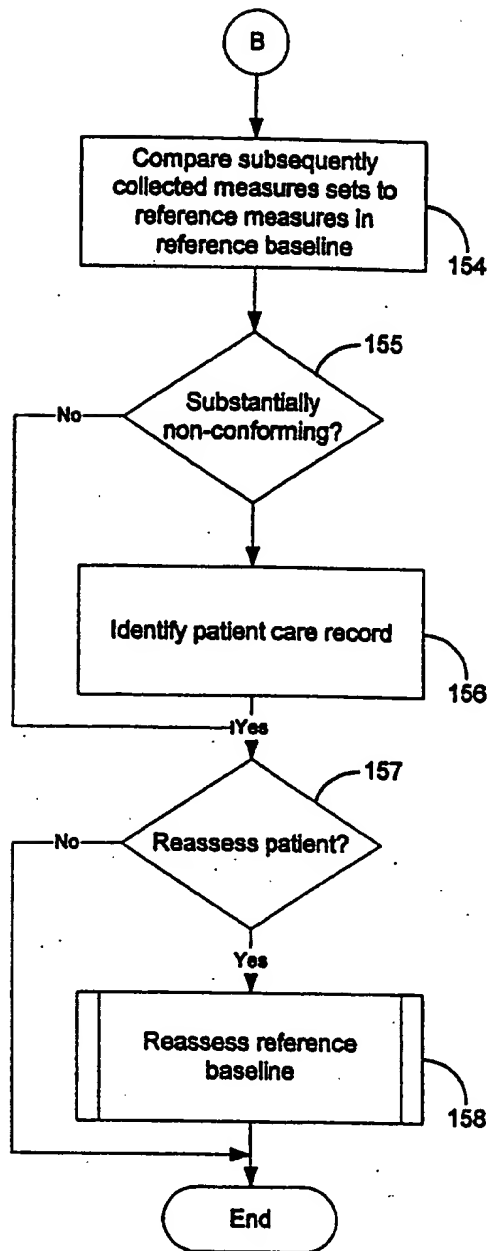 B
Compare subsequently
collected measures sets to
reference measures in
reference baseline
154
155
Substantially
non-conforming?
No
Identify patient care record
156
Yes
157
Reassess patient?
No
Yes
Reassess reference
baseline
158
End